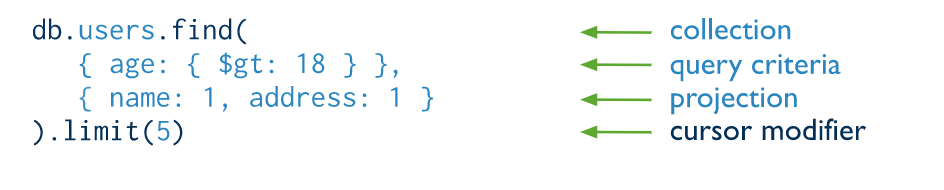 db.users.find( collection
{ age: { $gt: 18 } }, query criteria
{ name: 1, address: 1 } projection
).limit(5) cursor modifier